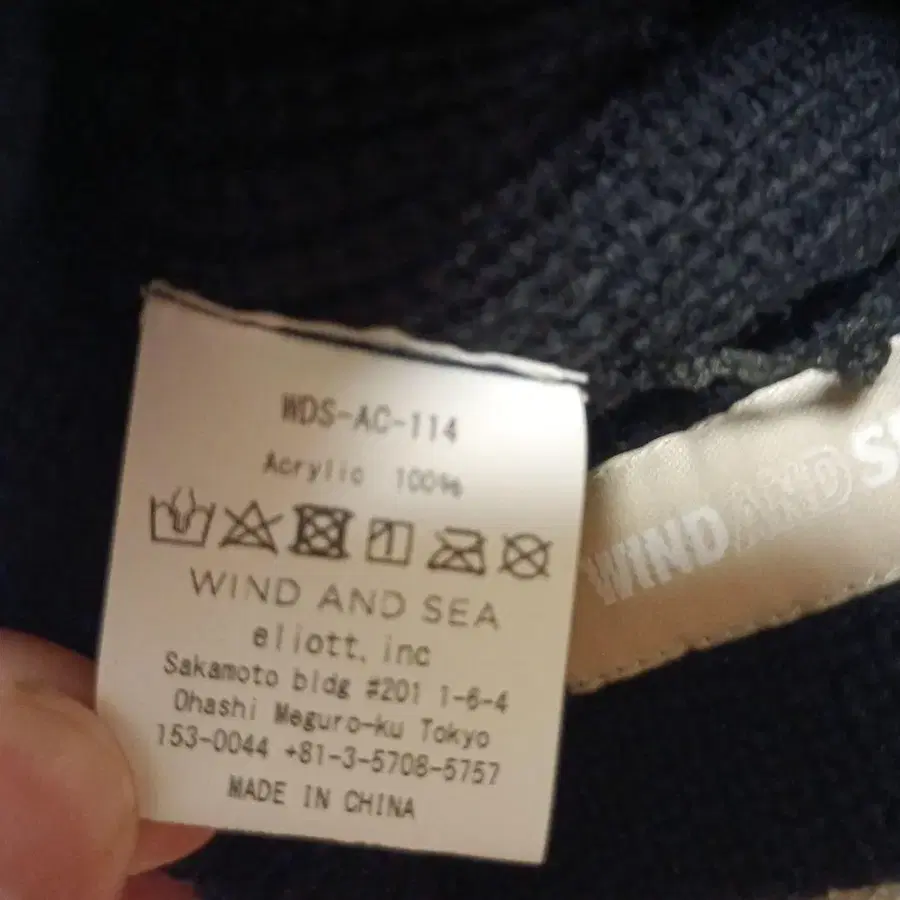 WDS-AC-114
Acrylic 100%
WIND AND SEA
eliott, inc
Sakamoto bldg #201 1-6-4
Ohashi Meguro-ku Tokyo
153-0044 +81-3-5708-5757
MADE IN CHINA
WIND AND S